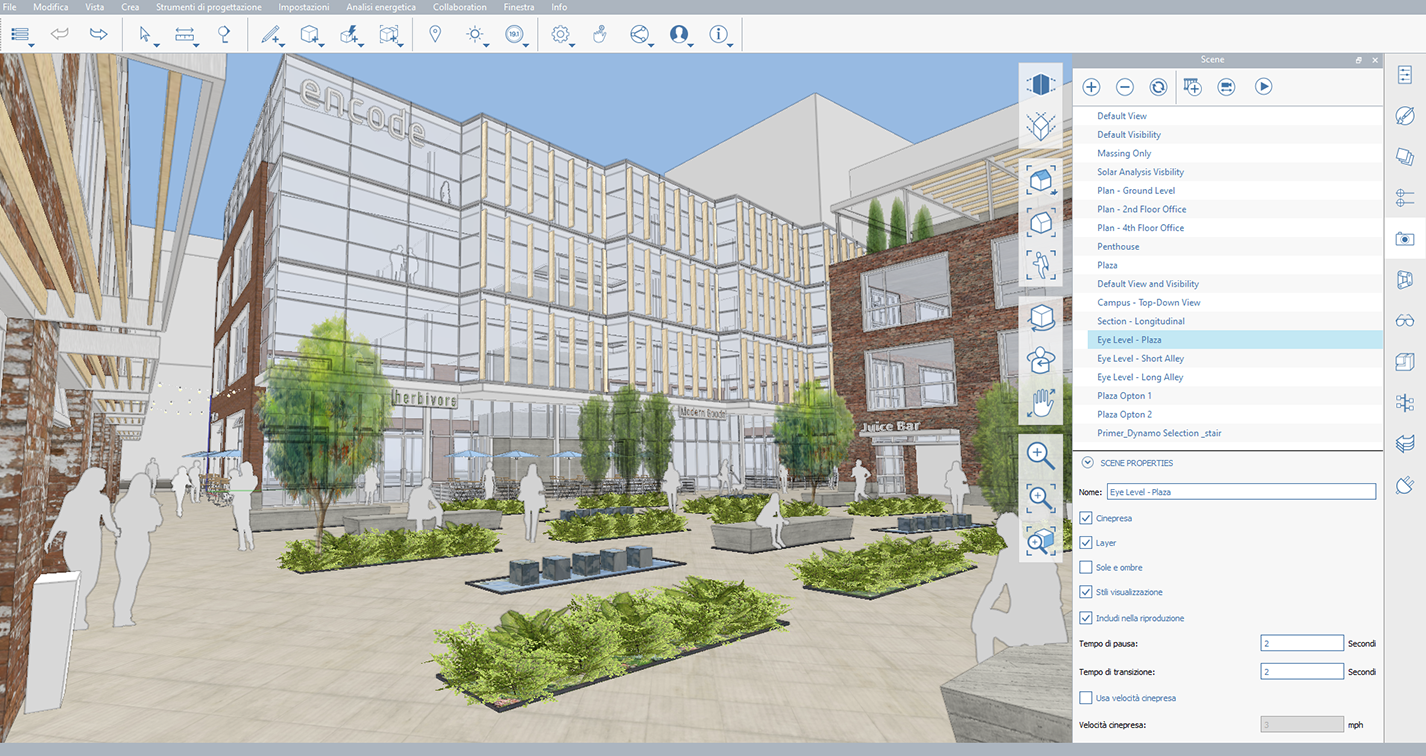 File Modifica Vista Crea Strumenti di progettazione Impostazioni Analisi energetica Collaboration Finestra Info
19.1
Scene
encode
herbivors
Modern Goods
Juice Bar
Default View
Default Visibility
Massing Only
Solar Analysis Visbility
Plan - Ground Level
Plan - 2nd Floor Office
Plan - 4th Floor Office
Penthouse
Plaza
Default View and Visibility
Campus - Top-Down View
Section - Longitudinal
Eye Level - Plaza
Eye Level - Short Alley
Eye Level - Long Alley
Plaza Opton 1
Plaza Opton 2
Primer_Dynamo Selection _stair
SCENE PROPERTIES
Nome: Eye Level - Plaza
Cinepresa
Layer
Sole e ombre
Stili visualizzazione
Includi nella riproduzione
Tempo di pausa: 2 Secondi
Tempo di transizione: 2 Secondi
Usa velocità cinepresa
Velocità cinepresa: 3 mph